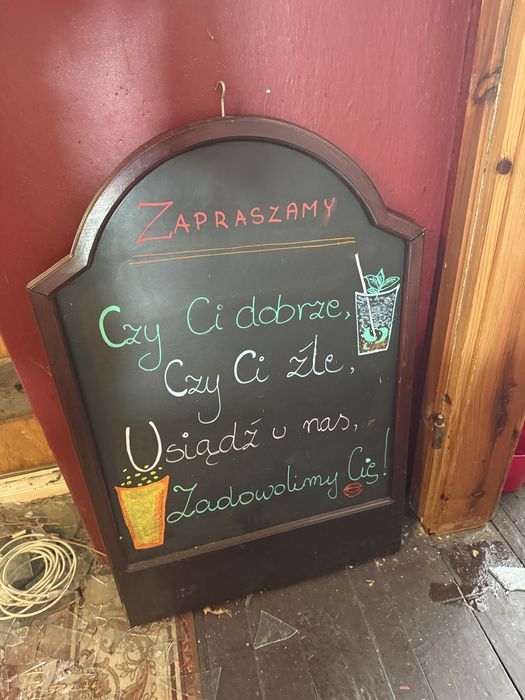 ZAPRASZAMY
Czy Ci dobrze,
Czy Ci źle,
Usiądź u nas,
Zadowolimy Cię!